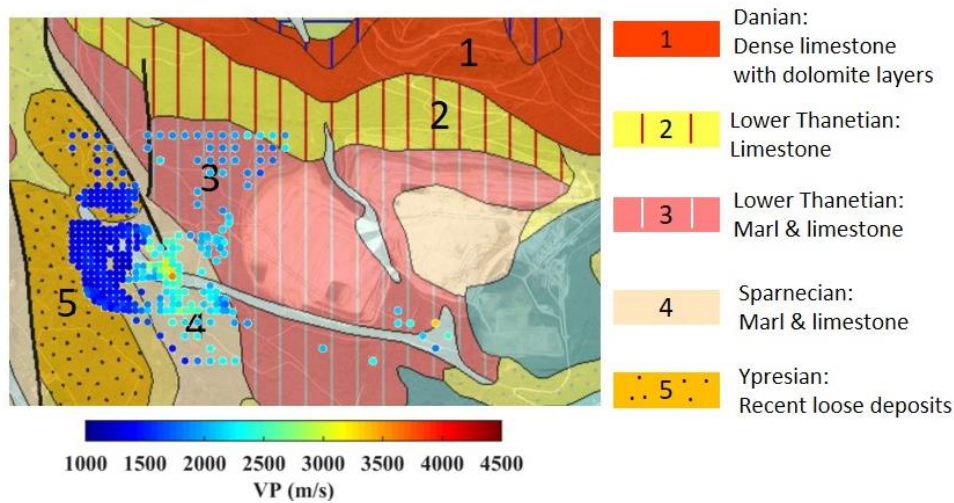 1
2
3
4
5
1
Danian:
Dense limestone
with dolomite layers
2
Lower Thanetian:
Limestone
3
Lower Thanetian:
Marl & limestone
4
Sparnecian:
Marl & limestone
5
Ypresian:
Recent loose deposits
1000 1500 2000 2500 3000 3500 4000 4500
VP (m/s)